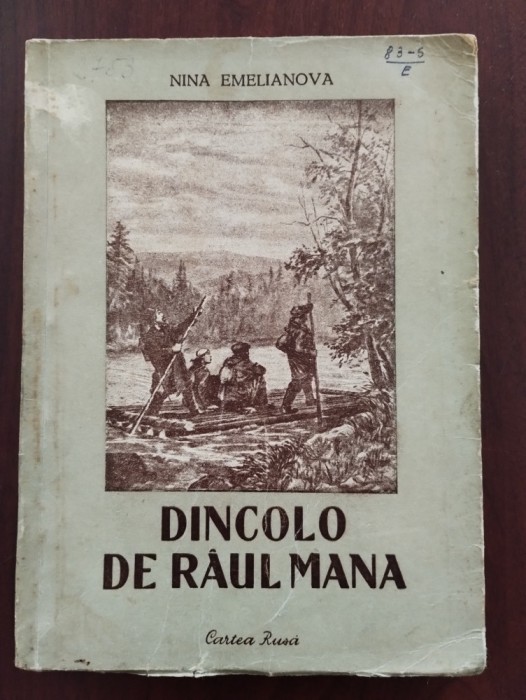 83-5
E
NINA EMELIANOVA
DINCOLO
DE RÂUL MANA
Cartea Rusă